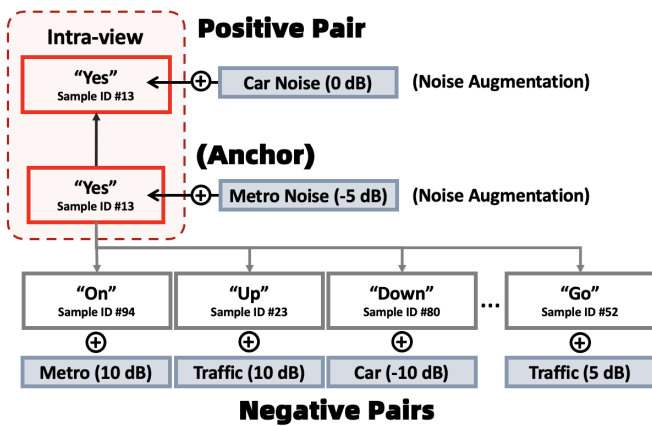 Positive Pair
Intra-view
“Yes”
Sample ID #13
Car Noise (0 dB)
(Noise Augmentation)
(Anchor)
“Yes”
Sample ID #13
Metro Noise (-5 dB)
(Noise Augmentation)
“On”
Sample ID #94
“Up”
Sample ID #23
“Down”
Sample ID #80
...
“Go”
Sample ID #52
Metro (10 dB)
Traffic (10 dB)
Car (-10 dB)
Traffic (5 dB)
Negative Pairs